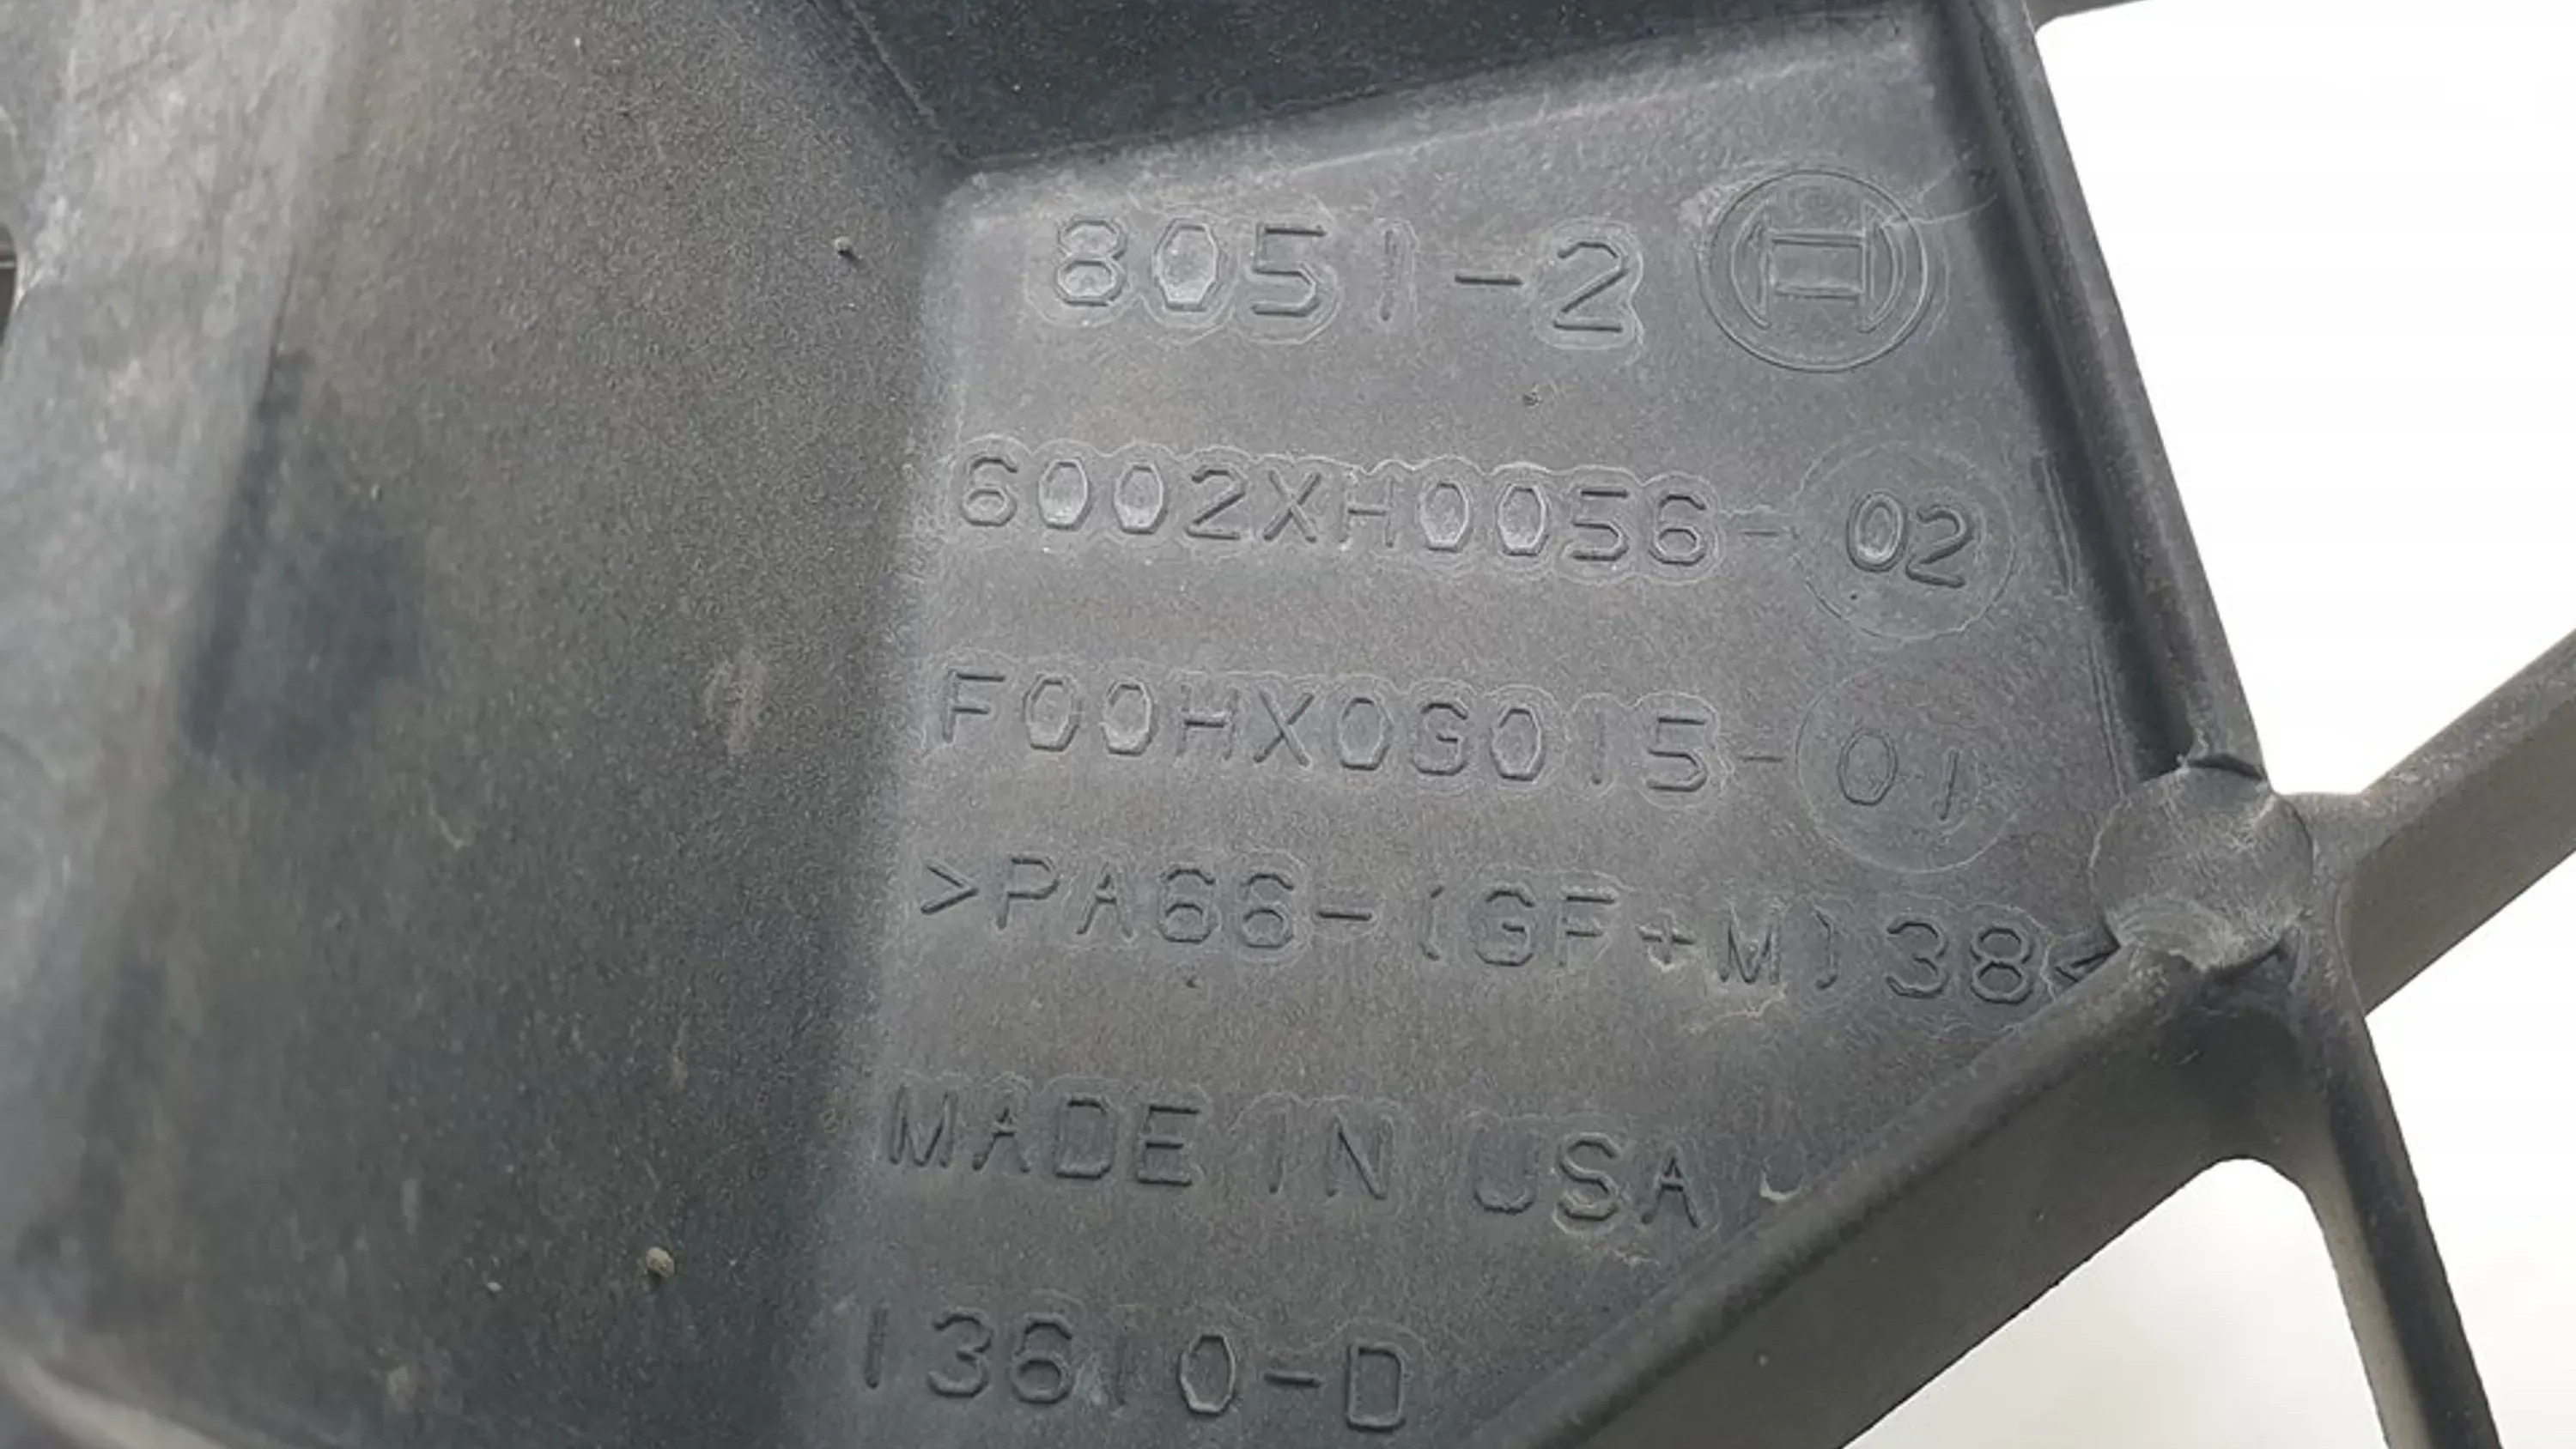 8051-2
6002XH0056-02
F00HX0G015-01
>PA66-(GF+M)38<
MADE IN USA
13610-D